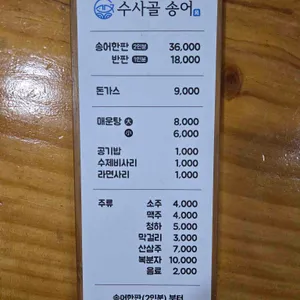 수사골 송어
송어한판 2인분 36,000
반판 1인분 18,000
돈가스 9,000
매운탕 大 8,000
小 6,000
공기밥 1,000
수제비사리 1,000
라면사리 1,000
주류 소주 4,000
맥주 4,000
청하 5,000
막걸리 3,000
산삼주 7,000
복분자 10,000
음료 2,000
송어한판(2인분) 부터